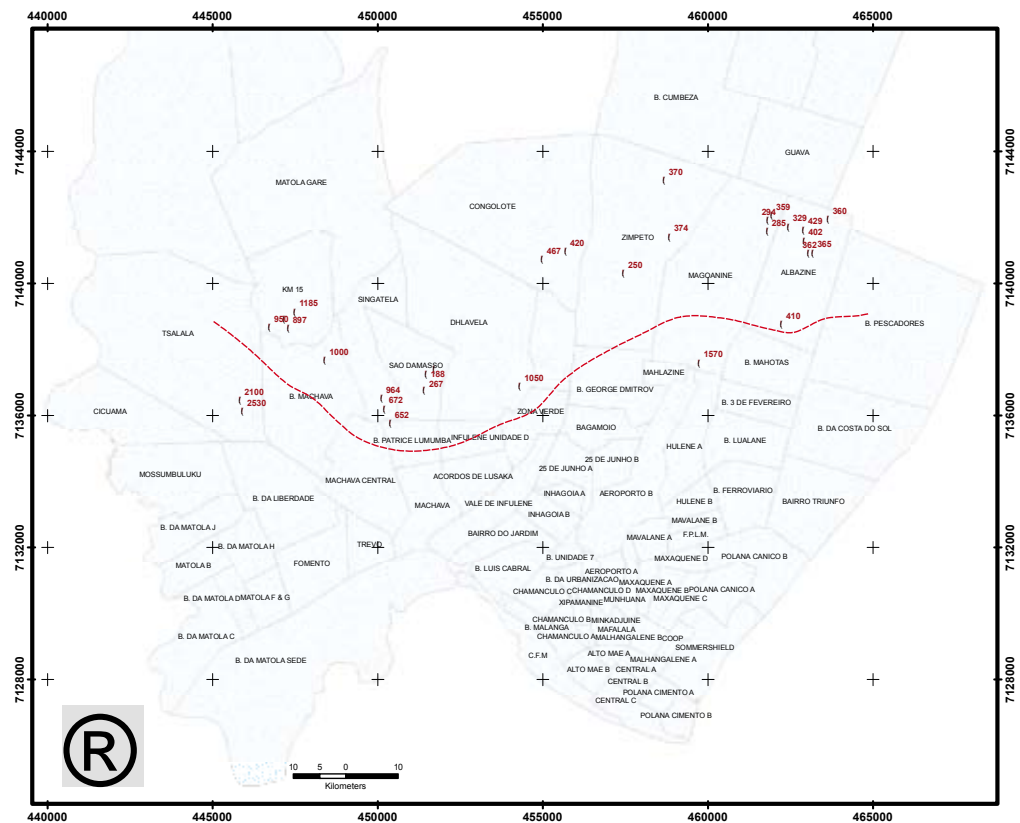 440000 445000 450000 455000 460000 465000
B. CUMBEZA
7144000 7144000
GUAVA
370
MATOLA GARE
CONGOLOTE
359
294 329 429 360
285 402
374
ZIMPETO
467 420
362 365
250
MAGOANINE ALBAZINE
7140000 7140000
KM 15
SINGATELA
1185
950 897
410
TSALALA
DHLAVELA
B. PESCADORES
1000
1570
SAO DAMASSO
B. MAHOTAS
188
MAHLAZINE
1050
2100 964 267
B. GEORGE DMITROV
B. MACHAVA
2530 672
B. 3 DE FEVEREIRO
CICUAMA
652
ZONA VERDE
7136000 7136000
BAGAMOIO
B. DA COSTA DO SOL
B. PATRICE LUMUMBA INFULENE UNIDADE D
HULENE A B. LUALANE
25 DE JUNHO B
25 DE JUNHO A
MOSSUMBULUKU
ACORDOS DE LUSAKA
MACHAVA CENTRAL
INHAGOIA A AEROPORTO B
B. FERROVIARIO
B. DA LIBERDADE
HULENE B
BAIRRO TRIUNFO
MACHAVA VALE DE INFULENE
INHAGOIA B
MAVALANE B
B. DA MATOLA J
BAIRRO DO JARDIM
MAVALANE A F.P.L.M.
7132000 7132000
B. DA MATOLA H
TREVO
B. UNIDADE 7
MAXAQUENE D
POLANA CANICO B
MATOLA B
FOMENTO
B. LUIS CABRAL
AEROPORTO A
B. DA URBANIZACAO MAXAQUENE A
CHAMANCULO C CHAMANCULO D MAXAQUENE B POLANA CANICO A
B. DA MATOLA D MATOLA F & G
XIPAMANINE MUNHUANA MAXAQUENE C
CHAMANCULO B MINKADJUINE
B. MALANGA MAFALALA
B. DA MATOLA C
CHAMANCULO A MALHANGALENE B COOP
SOMMERSHIELD
C.F.M ALTO MAE A
B. DA MATOLA SEDE
MALHANGALENE A
ALTO MAE B CENTRAL A
7128000 7128000
CENTRAL B
POLANA CIMENTO A
CENTRAL C
POLANA CIMENTO B
R
10 5 0 10
Kilometers
440000 445000 450000 455000 460000 465000